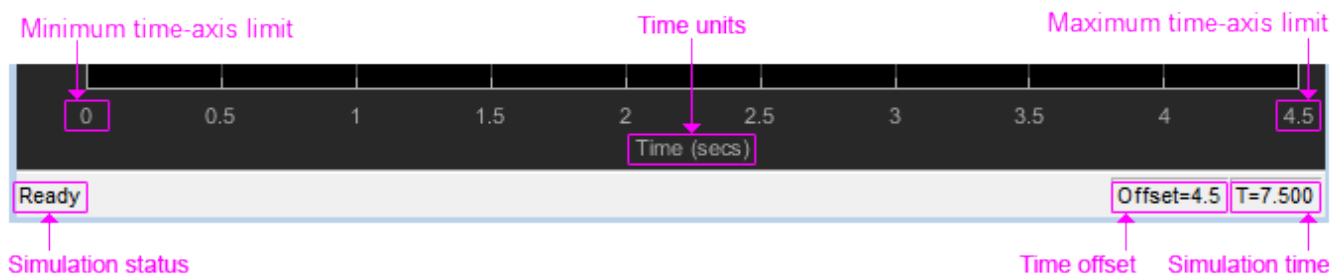 Minimum time-axis limit Time units Maximum time-axis limit
0 0.5 1 1.5 2 2.5 3 3.5 4 4.5
Time (secs)
Ready Offset=4.5 T=7.500
Simulation status Time offset Simulation time